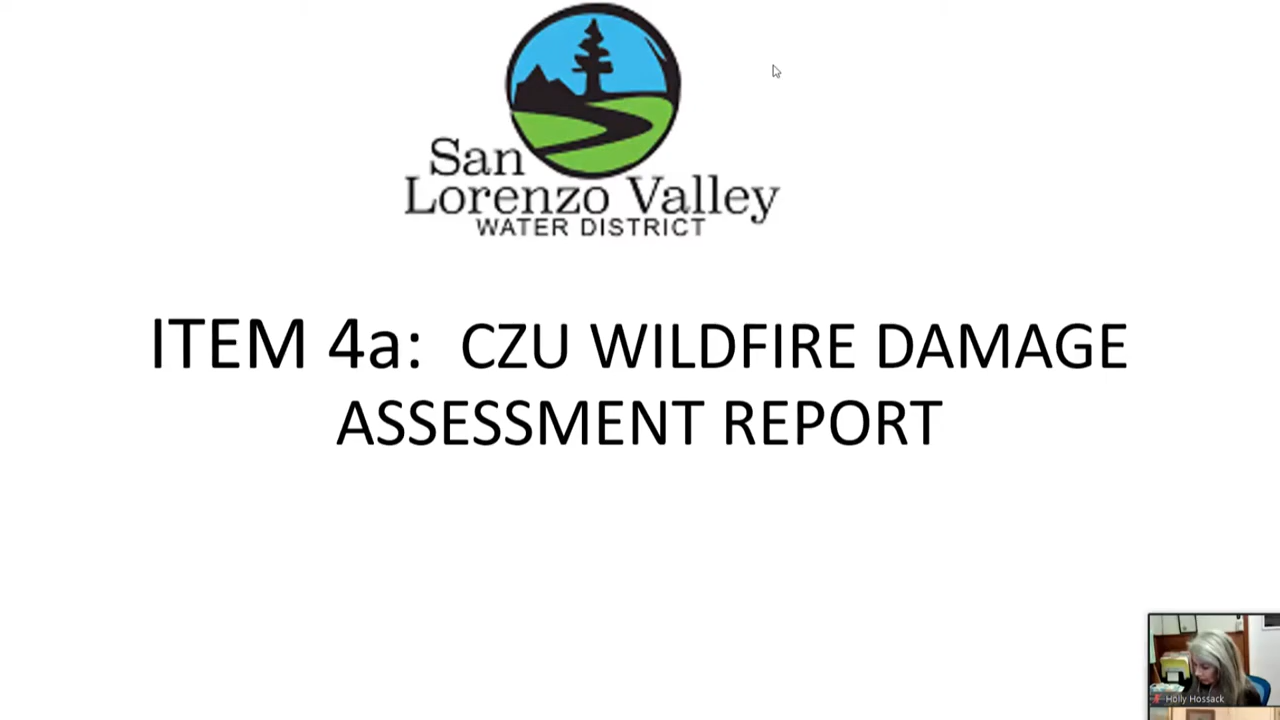 San
Lorenzo Valley
WATER DISTRICT
ITEM 4a: CZU WILDFIRE DAMAGE
ASSESSMENT REPORT
Holly Hossack